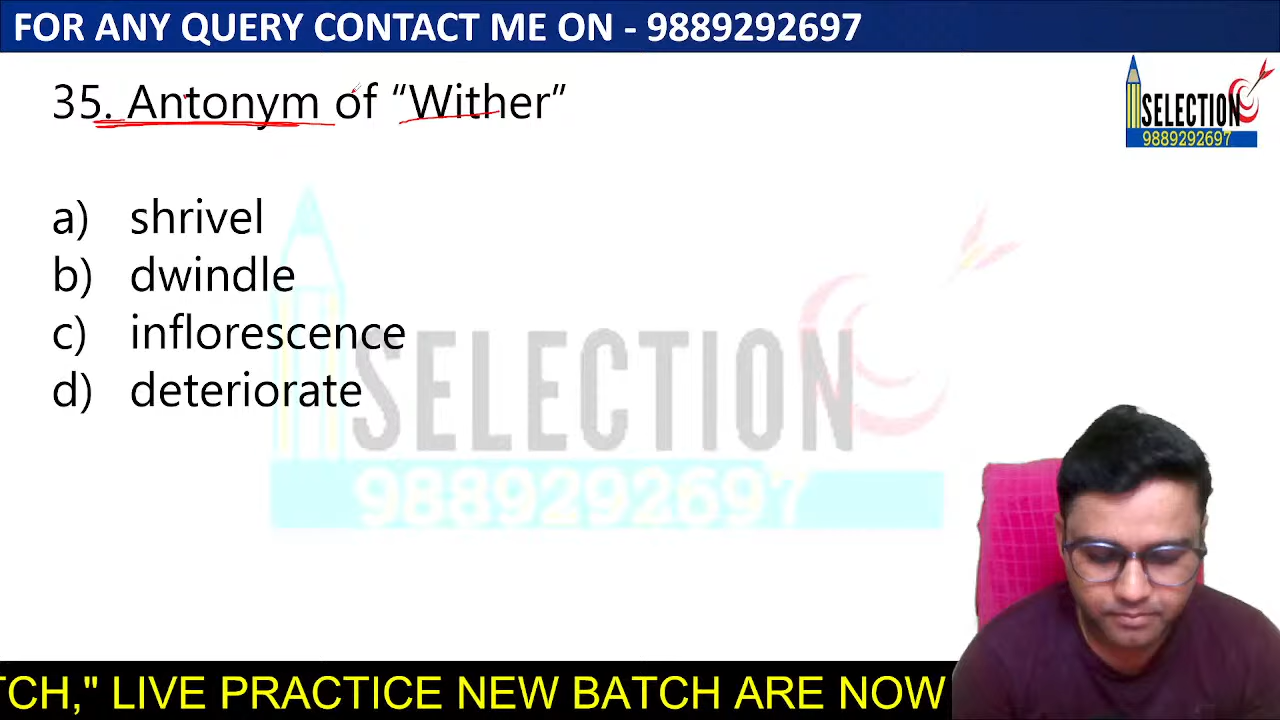 FOR ANY QUERY CONTACT ME ON - 9889292697
SELECTION
9889292697
35. Antonym of “Wither”
a) shrivel
b) dwindle
c) inflorescence
d) deteriorate
SELECTION
9889292697
TCH," LIVE PRACTICE NEW BATCH ARE NOW